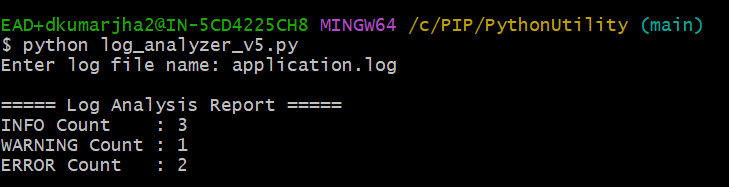 EAD+dkumarjha2@IN-5CD4225CH8 MINGW64 /c/PIP/PythonUtility (main)
$ python log_analyzer_v5.py
Enter log file name: application.log
===== Log Analysis Report =====
INFO Count    : 3
WARNING Count : 1
ERROR Count   : 2